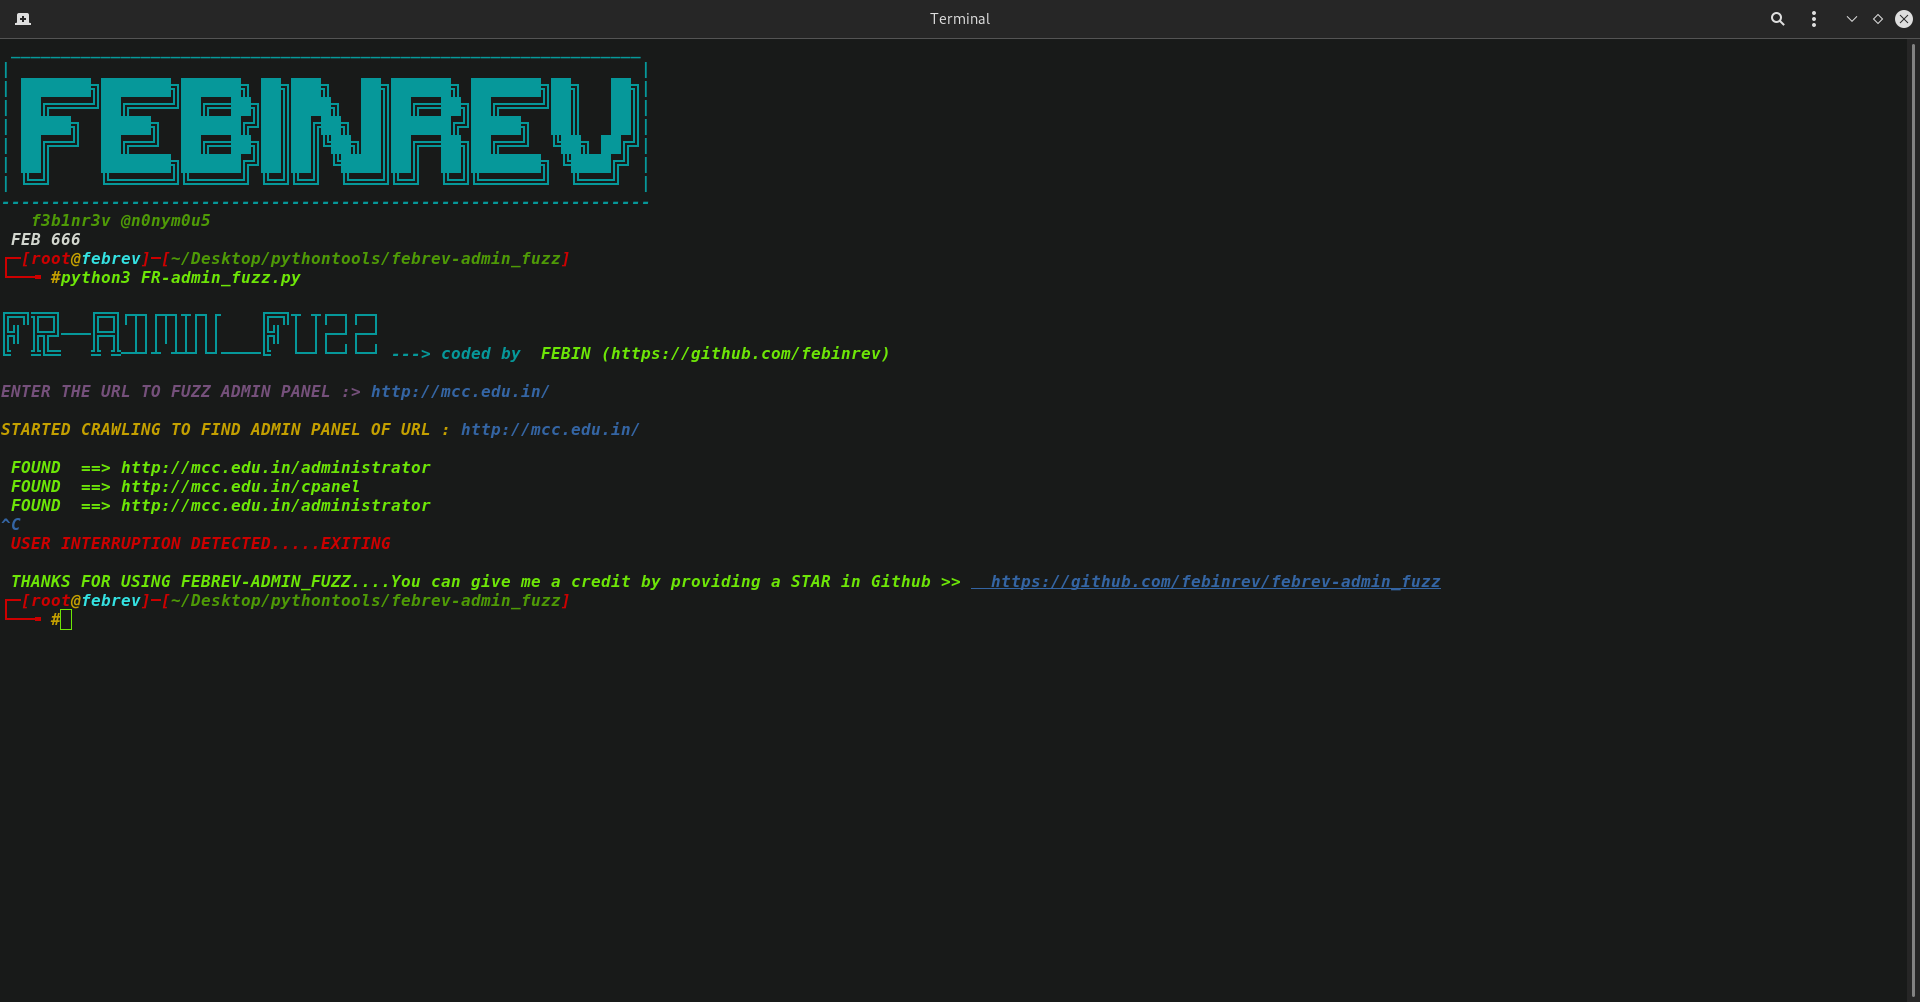 Terminal
FEBINREV
f3b1nr3v @n0nym0u5
FEB 666
[root@febrev]─[~/Desktop/pythontools/febrev-admin_fuzz]
#python3 FR-admin_fuzz.py
---> coded by  FEBIN (https://github.com/febinrev)
ENTER THE URL TO FUZZ ADMIN PANEL :> http://mcc.edu.in/
STARTED CRAWLING TO FIND ADMIN PANEL OF URL : http://mcc.edu.in/
FOUND  ==> http://mcc.edu.in/administrator
FOUND  ==> http://mcc.edu.in/cpanel
FOUND  ==> http://mcc.edu.in/administrator
^C
USER INTERRUPTION DETECTED.....EXITING
THANKS FOR USING FEBREV-ADMIN_FUZZ....You can give me a credit by providing a STAR in Github >>   https://github.com/febinrev/febrev-admin_fuzz
[root@febrev]─[~/Desktop/pythontools/febrev-admin_fuzz]
#